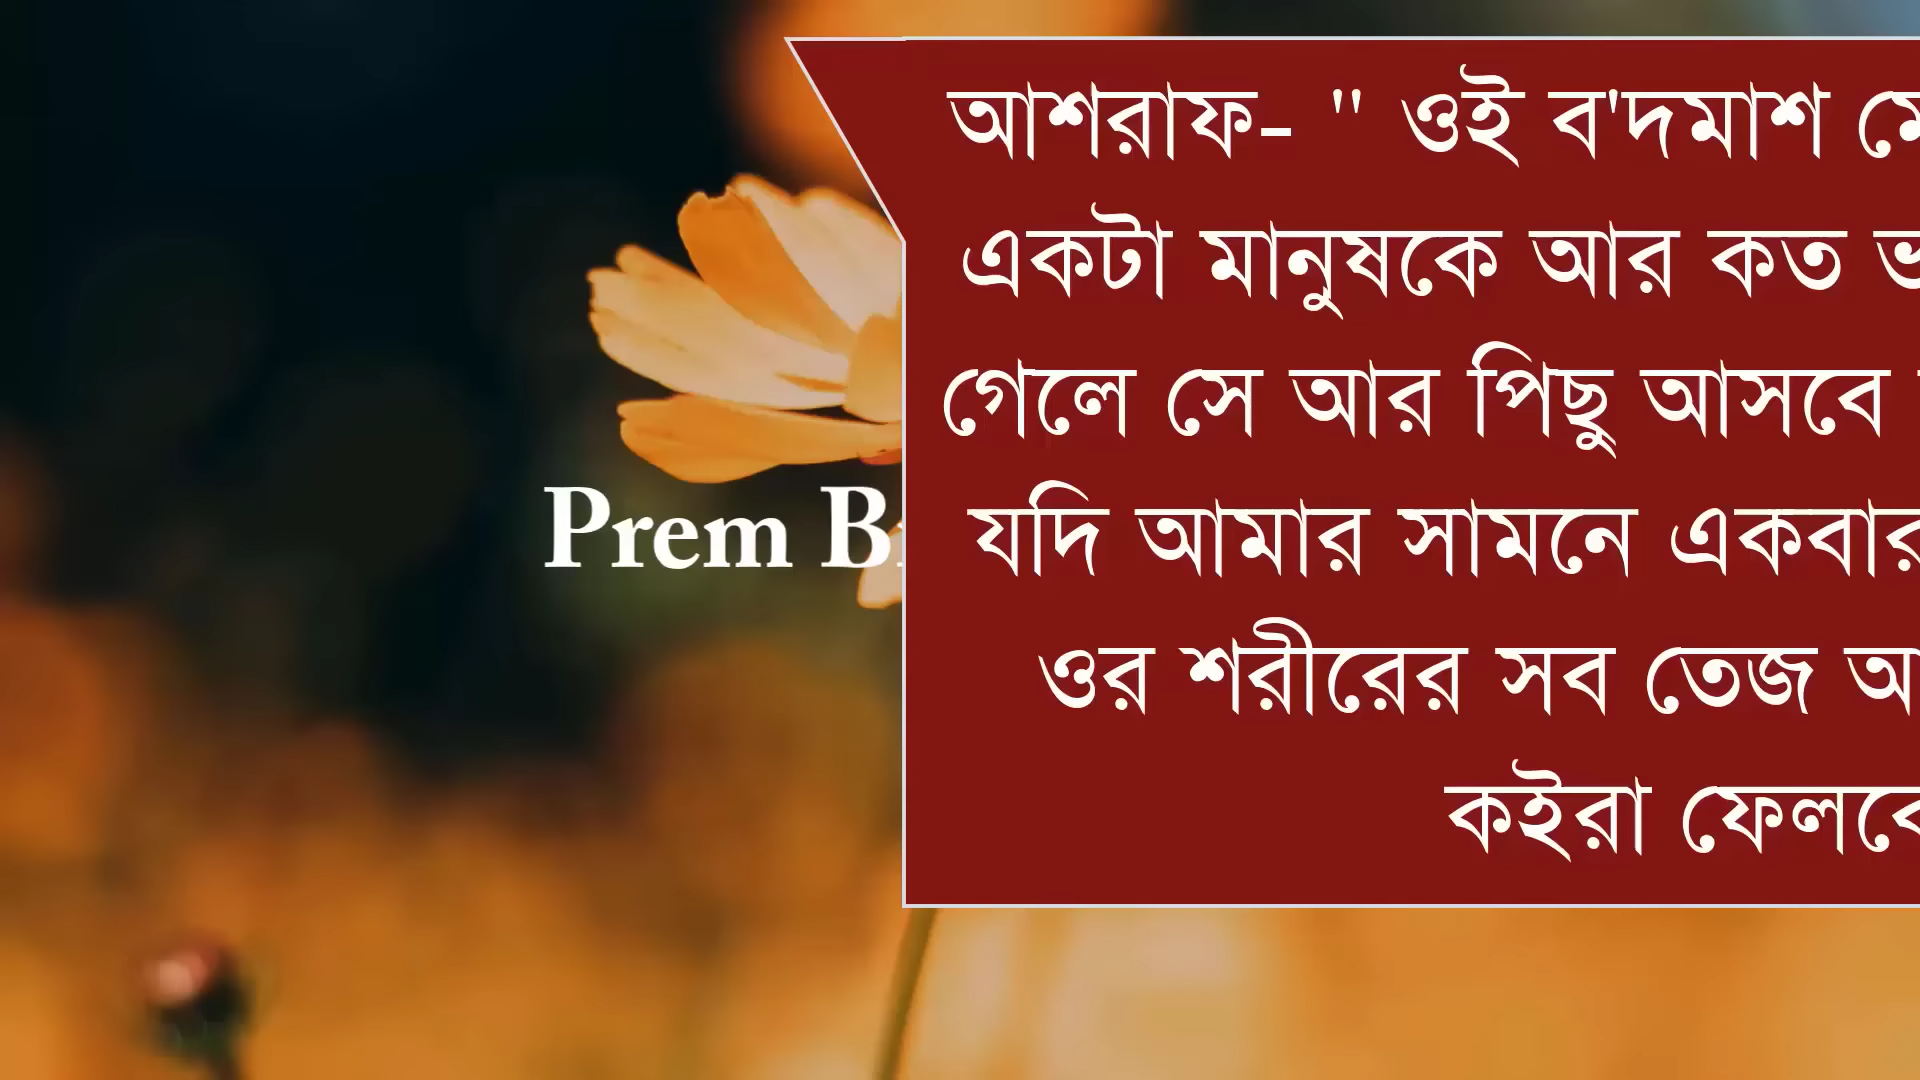 আশরাফ- " ওই ব'দমাশ
একটা মানুষকে আর কত
গেলে সে আর পিছু আসবে
যদি আমার সামনে একবার
ওর শরীরের সব তেজ
কইরা ফেলবো
Prem